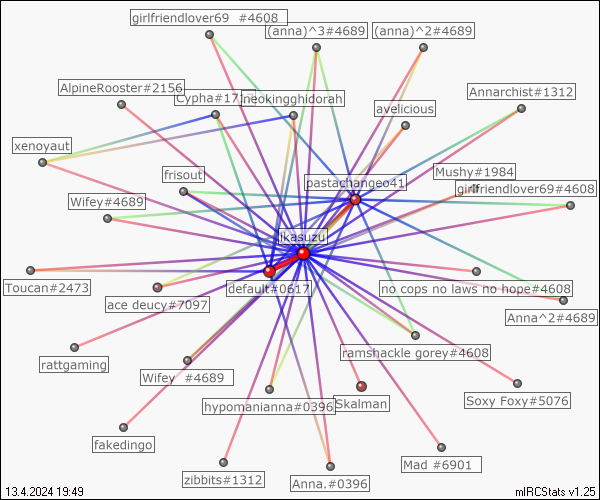 girlfriendlover69 #4608
(anna)^3#4689
(anna)^2#4689
AlpineRooster#2156
Cypha#17
neokingghidorah
Annarchist#1312
avelicious
xenoyaut
frisout
pastachangeo41
Mushy#1984
girlfriendlover69#4608
Wifey#4689
ikasuzu
Toucan#2473
ace deucy#7097
default#0617
no cops no laws no hope#4608
Anna^2#4689
rattgaming
ramshackle gorey#4608
Wifey #4689
hypomanianna#0396
Skalman
Soxy Foxy#5076
fakedingo
zibbits#1312
Anna.#0396
Mad #6901
13.4.2024 19:49
mIRCStats v1.25